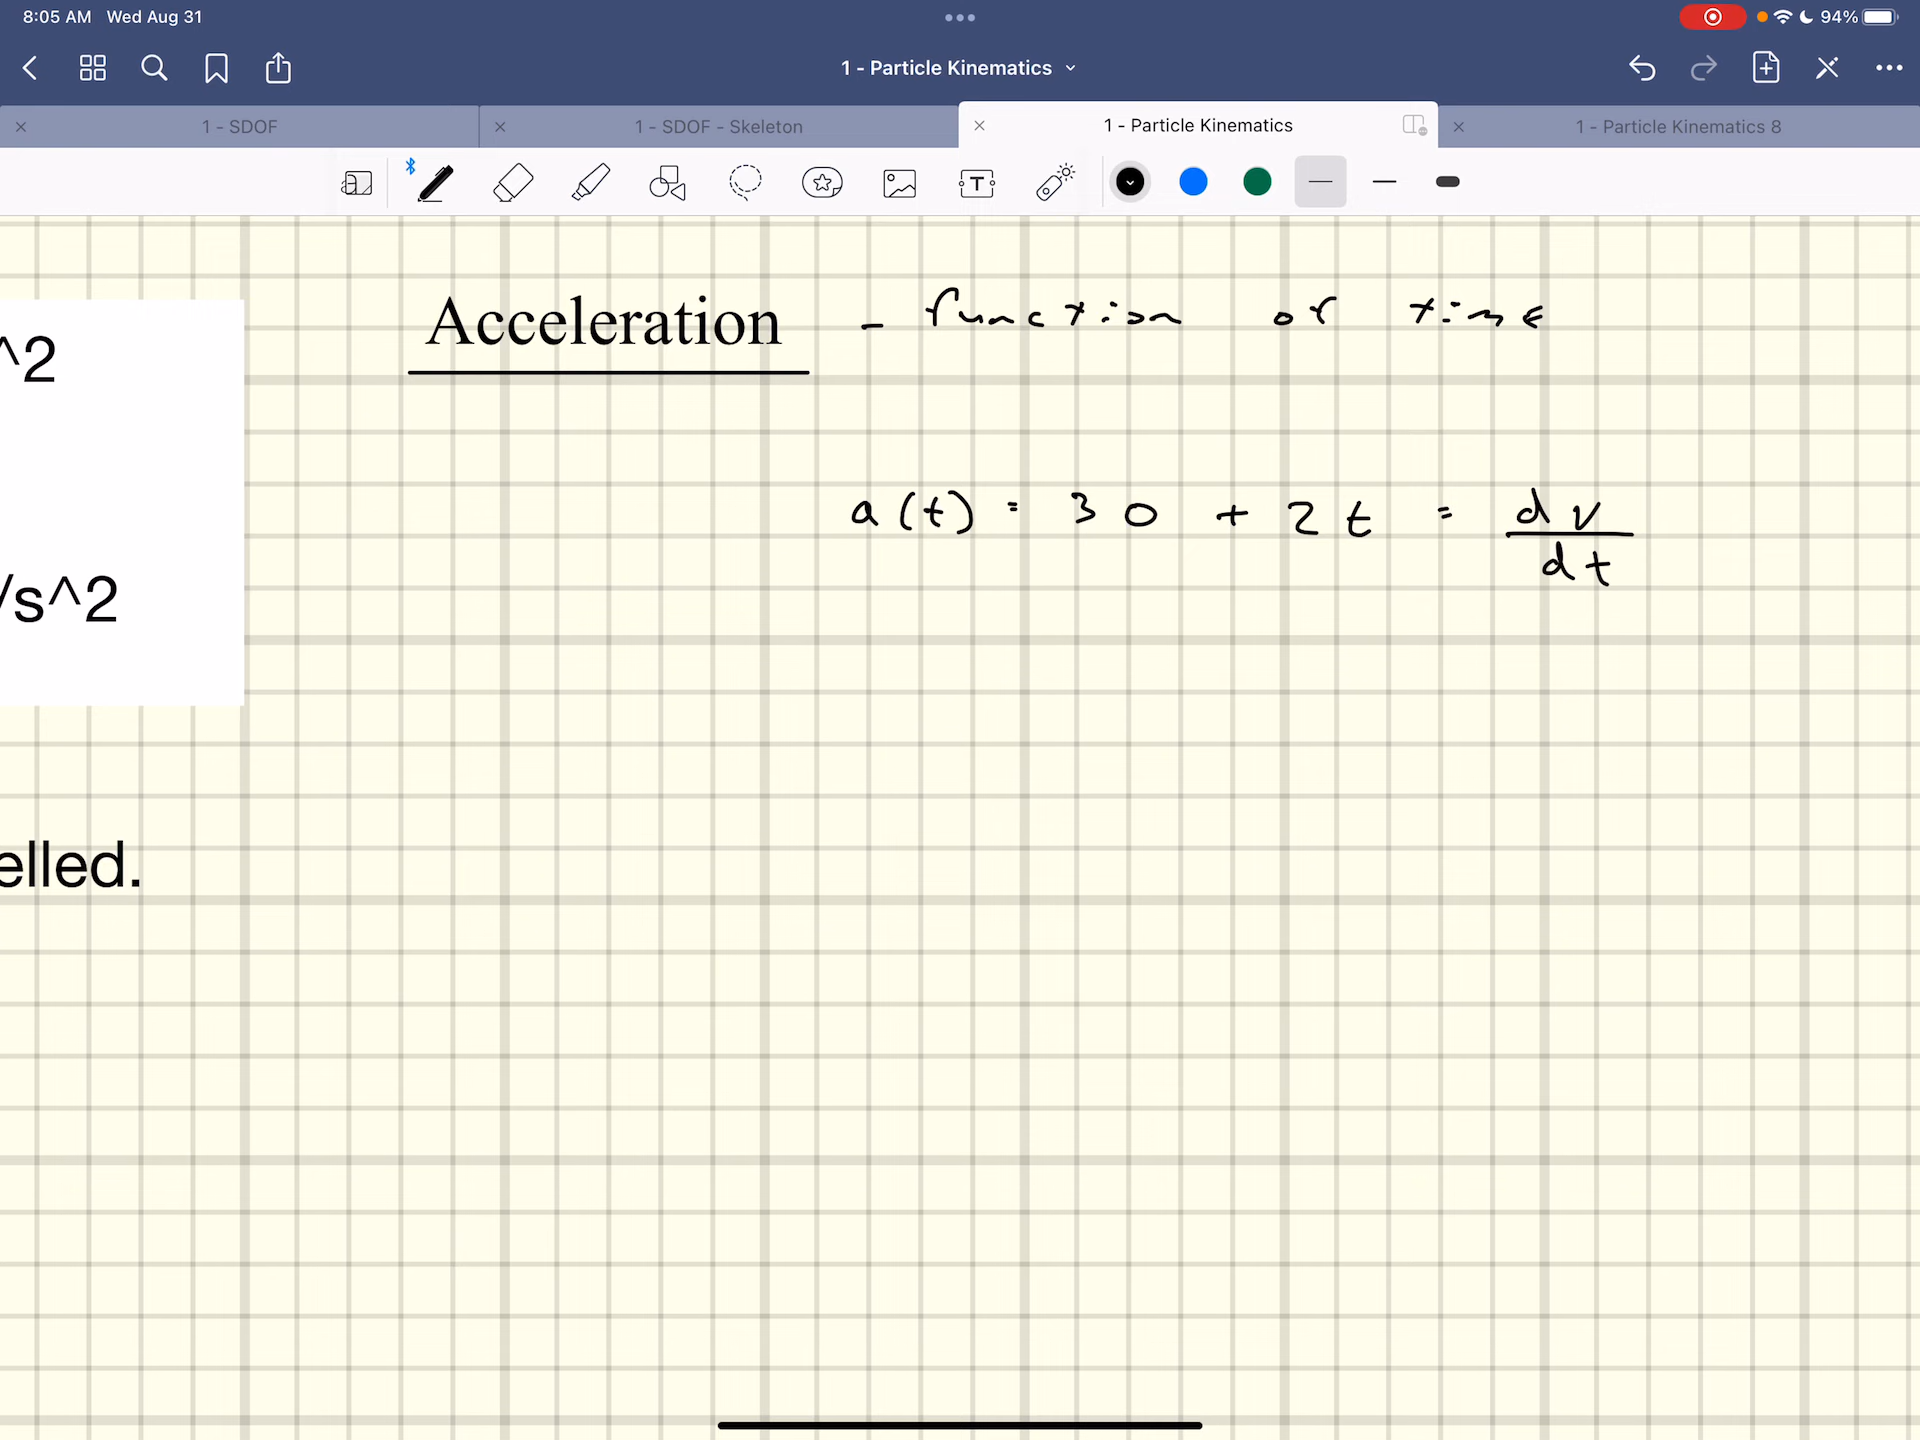 8:05 AM Wed Aug 31
94%
1 - Particle Kinematics
1 - SDOF
1 - SDOF - Skeleton
1 - Particle Kinematics
1 - Particle Kinematics 8
Acceleration - function of time
^2
a(t) = 30 + 2t = dv/dt
/s^2
elled.